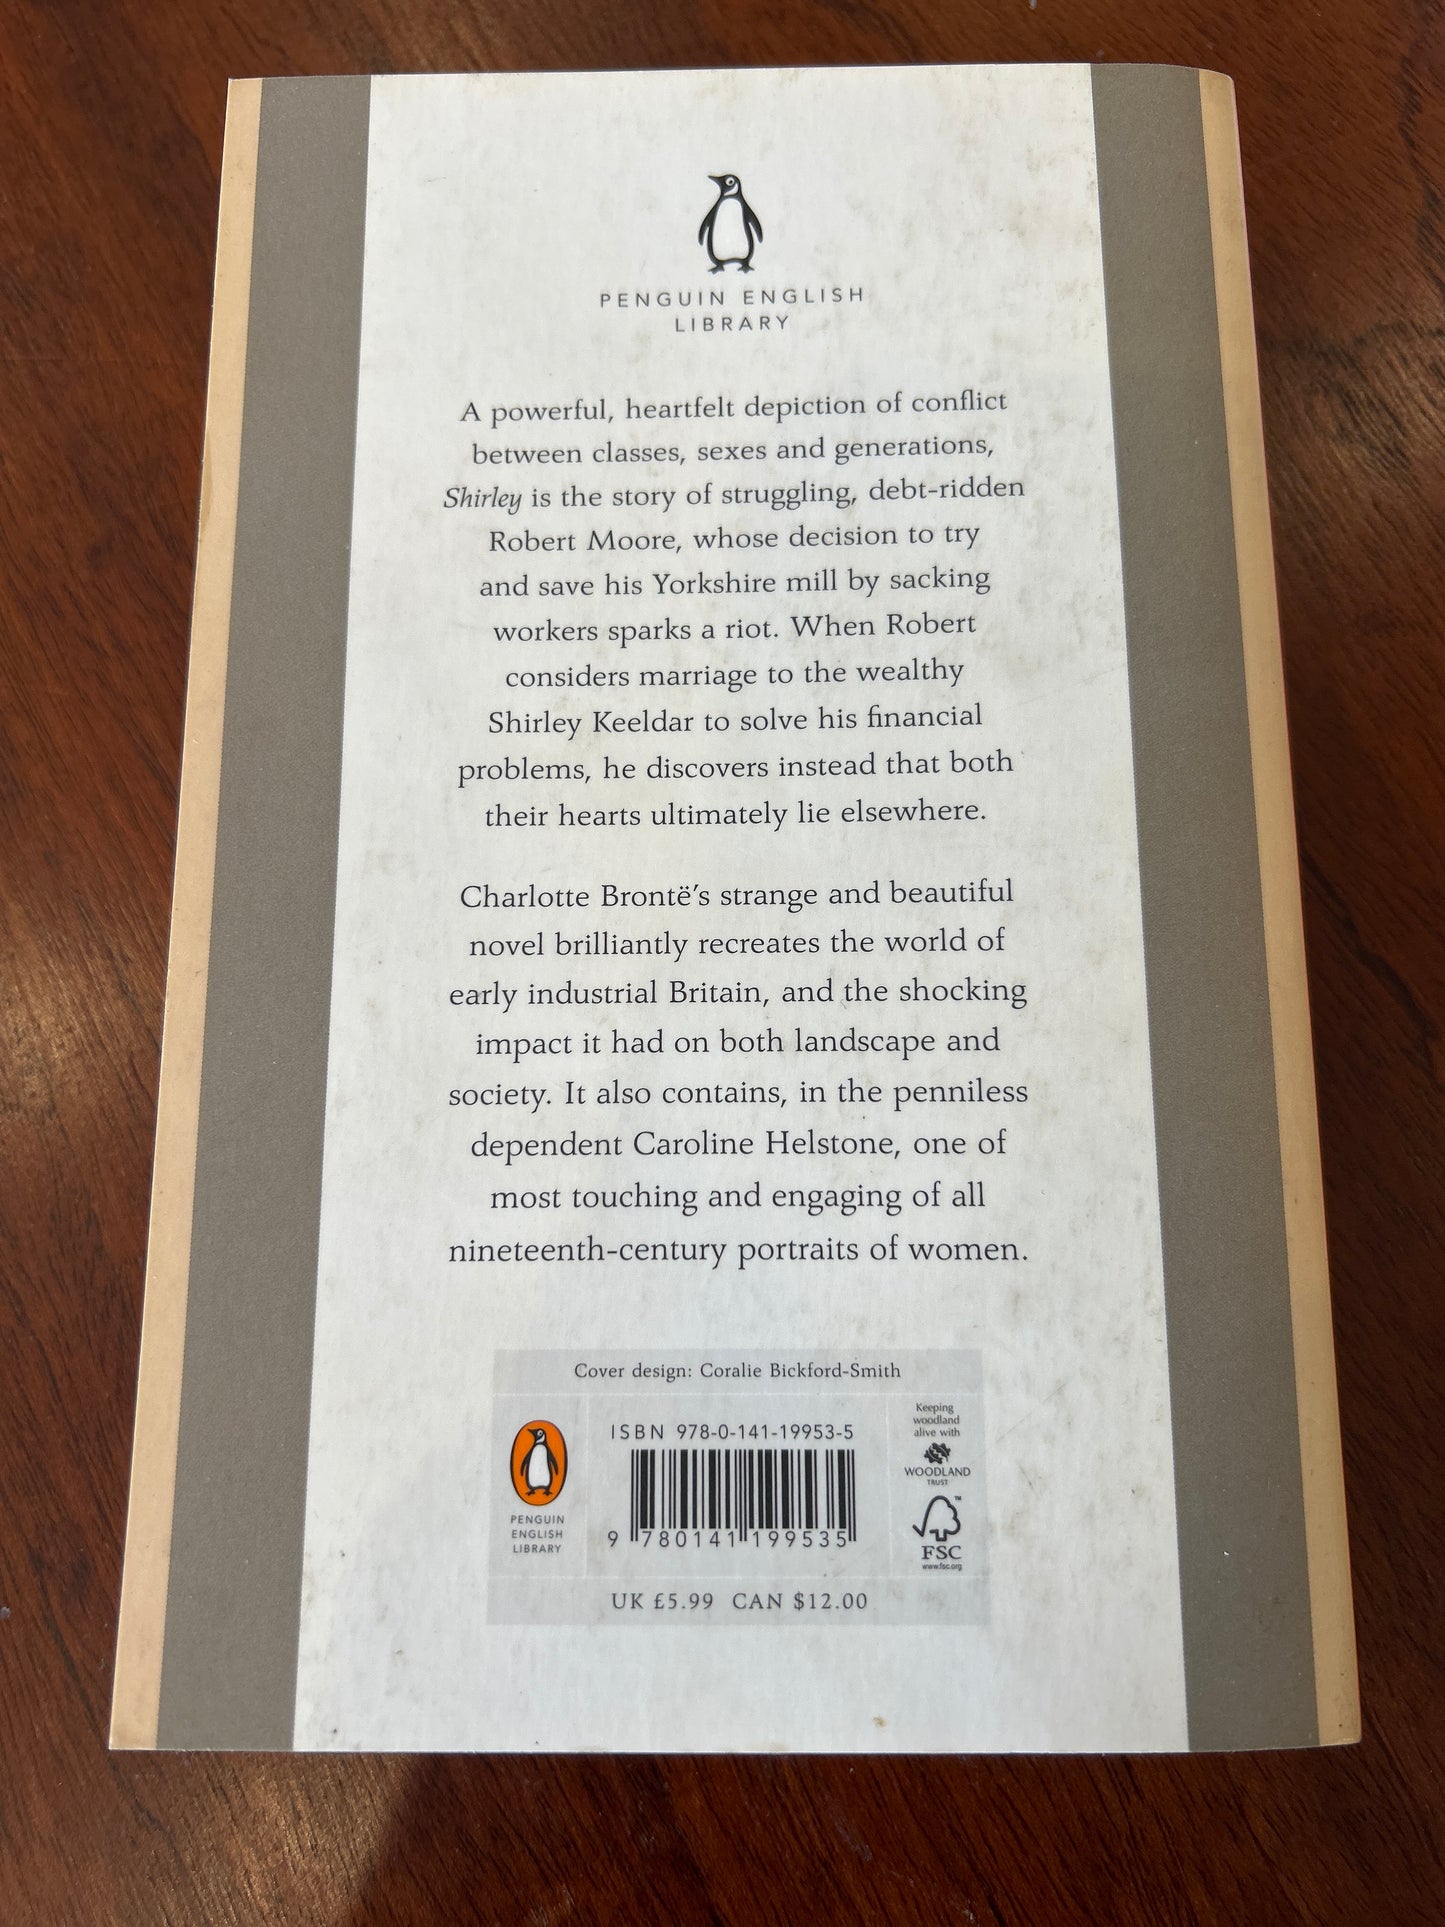 PENGUIN ENGLISH
LIBRARY
A powerful, heartfelt depiction of conflict
between classes, sexes and generations,
Shirley is the story of struggling, debt-ridden
Robert Moore, whose decision to try
and save his Yorkshire mill by sacking
workers sparks a riot. When Robert
considers marriage to the wealthy
Shirley Keeldar to solve his financial
problems, he discovers instead that both
their hearts ultimately lie elsewhere.
Charlotte Brontë's strange and beautiful
novel brilliantly recreates the world of
early industrial Britain, and the shocking
impact it had on both landscape and
society. It also contains, in the penniless
dependent Caroline Helstone, one of
most touching and engaging of all
nineteenth-century portraits of women.
Cover design: Coralie Bickford-Smith
PENGUIN
ENGLISH
LIBRARY
ISBN 978-0-141-19953-5
9 780141 199535
Keeping
woodland
alive with
WOODLAND
TRUST
™
FSC
www.fsc.org
UK £5.99 CAN $12.00